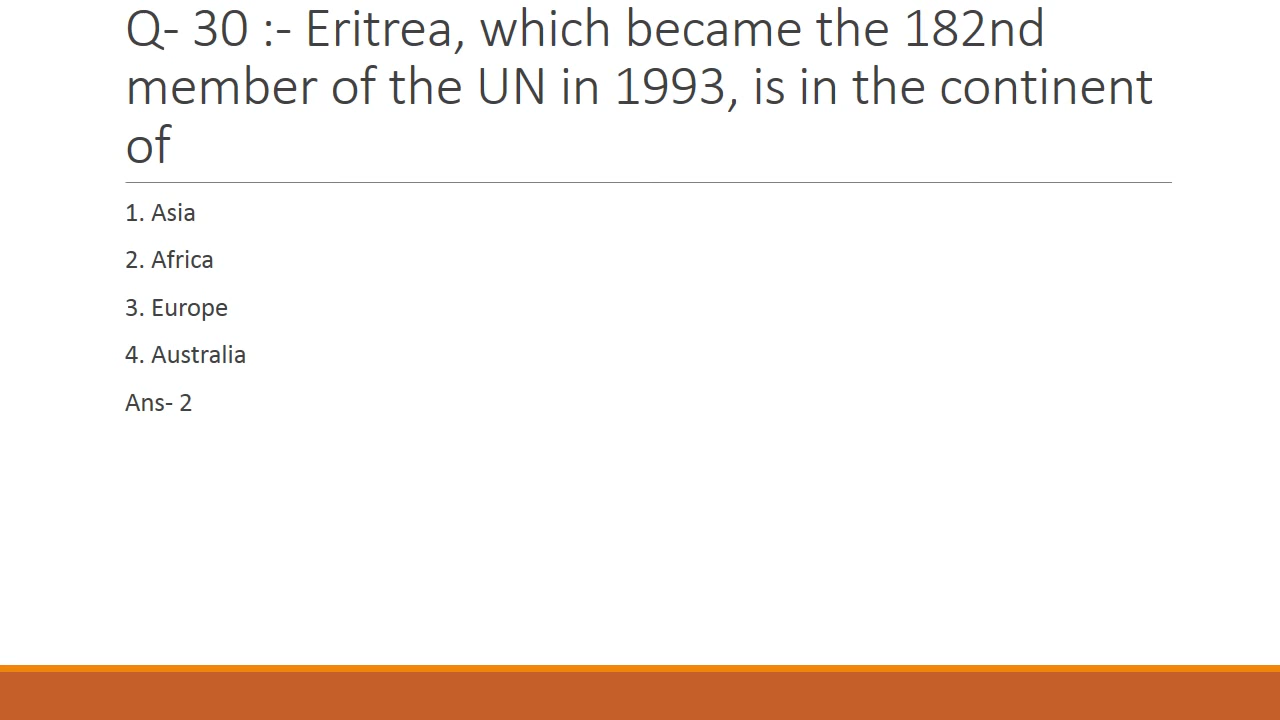 Q- 30 :- Eritrea, which became the 182nd
member of the UN in 1993, is in the continent
of
1. Asia
2. Africa
3. Europe
4. Australia
Ans- 2